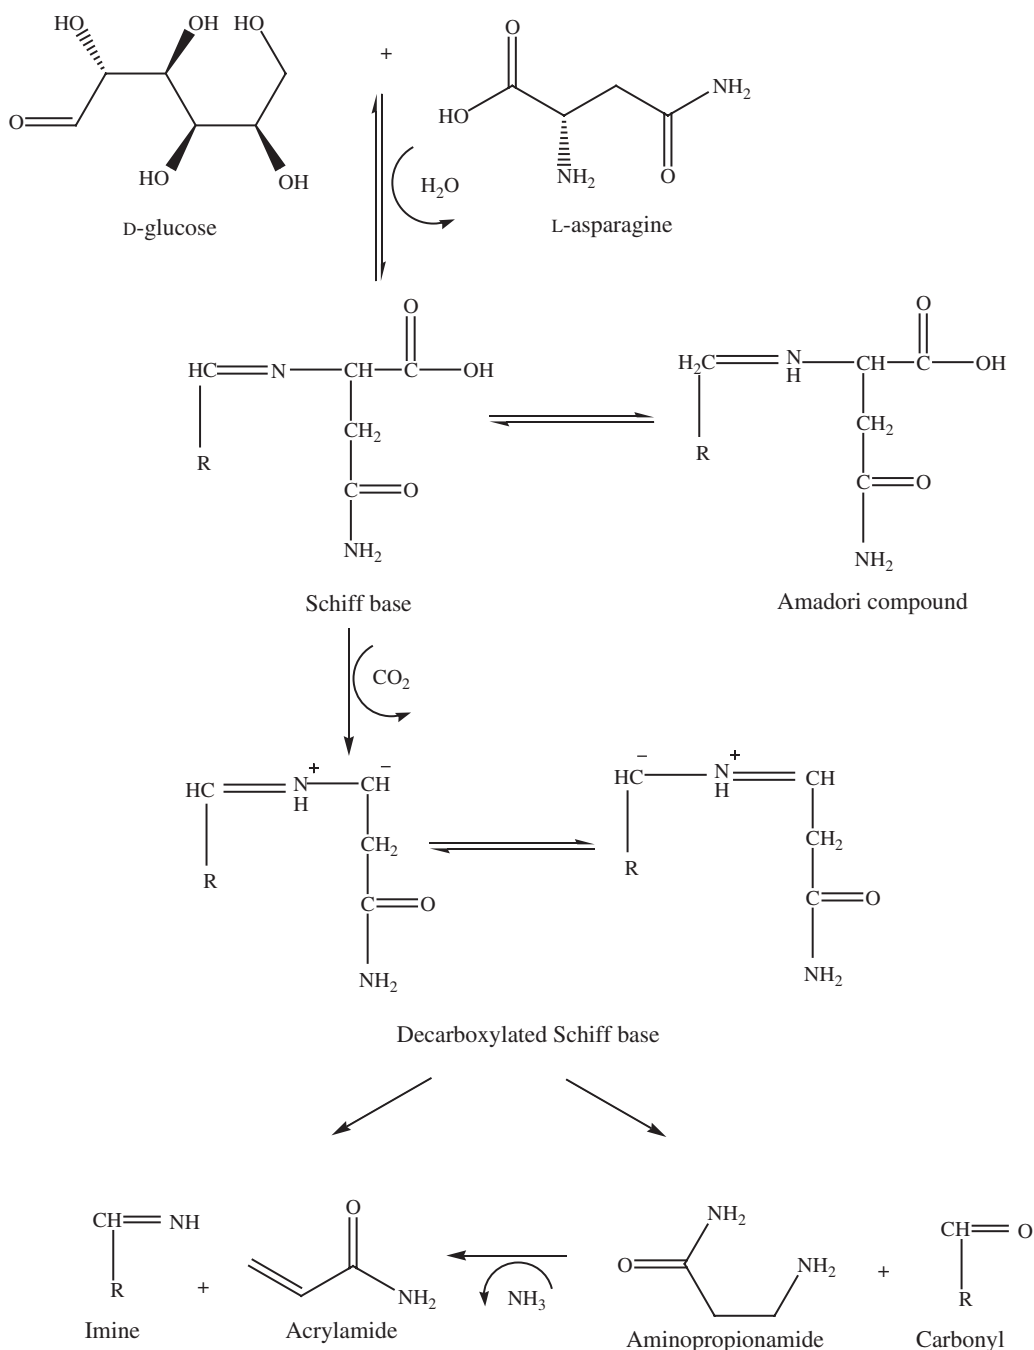 HO OH HO
+
O
O
HO
NH₂
HO OH
NH₂
O
H₂O
D-glucose
L-asparagine
O
HC N CH C OH
CH₂
R
C O
NH₂
O
H₂C N H CH C OH
CH₂
R
C O
NH₂
Schiff base
Amadori compound
CO₂
HC N + H CH −
CH₂
R
C O
NH₂
HC − N + H CH
CH₂
R
C O
NH₂
Decarboxylated Schiff base
CH NH
R
+
O
NH₂
NH₃
NH₂
O
NH₂
+
CH O
R
Imine
Acrylamide
Aminopropionamide
Carbonyl